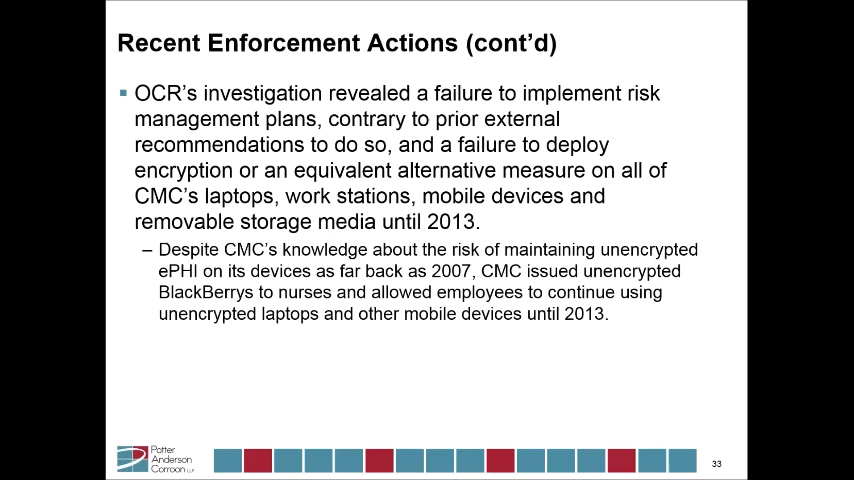 Recent Enforcement Actions (cont’d)
▪ OCR’s investigation revealed a failure to implement risk
management plans, contrary to prior external
recommendations to do so, and a failure to deploy
encryption or an equivalent alternative measure on all of
CMC’s laptops, work stations, mobile devices and
removable storage media until 2013.
– Despite CMC’s knowledge about the risk of maintaining unencrypted
ePHI on its devices as far back as 2007, CMC issued unencrypted
BlackBerrys to nurses and allowed employees to continue using
unencrypted laptops and other mobile devices until 2013.
Potter
Anderson
Corroon LLP
33